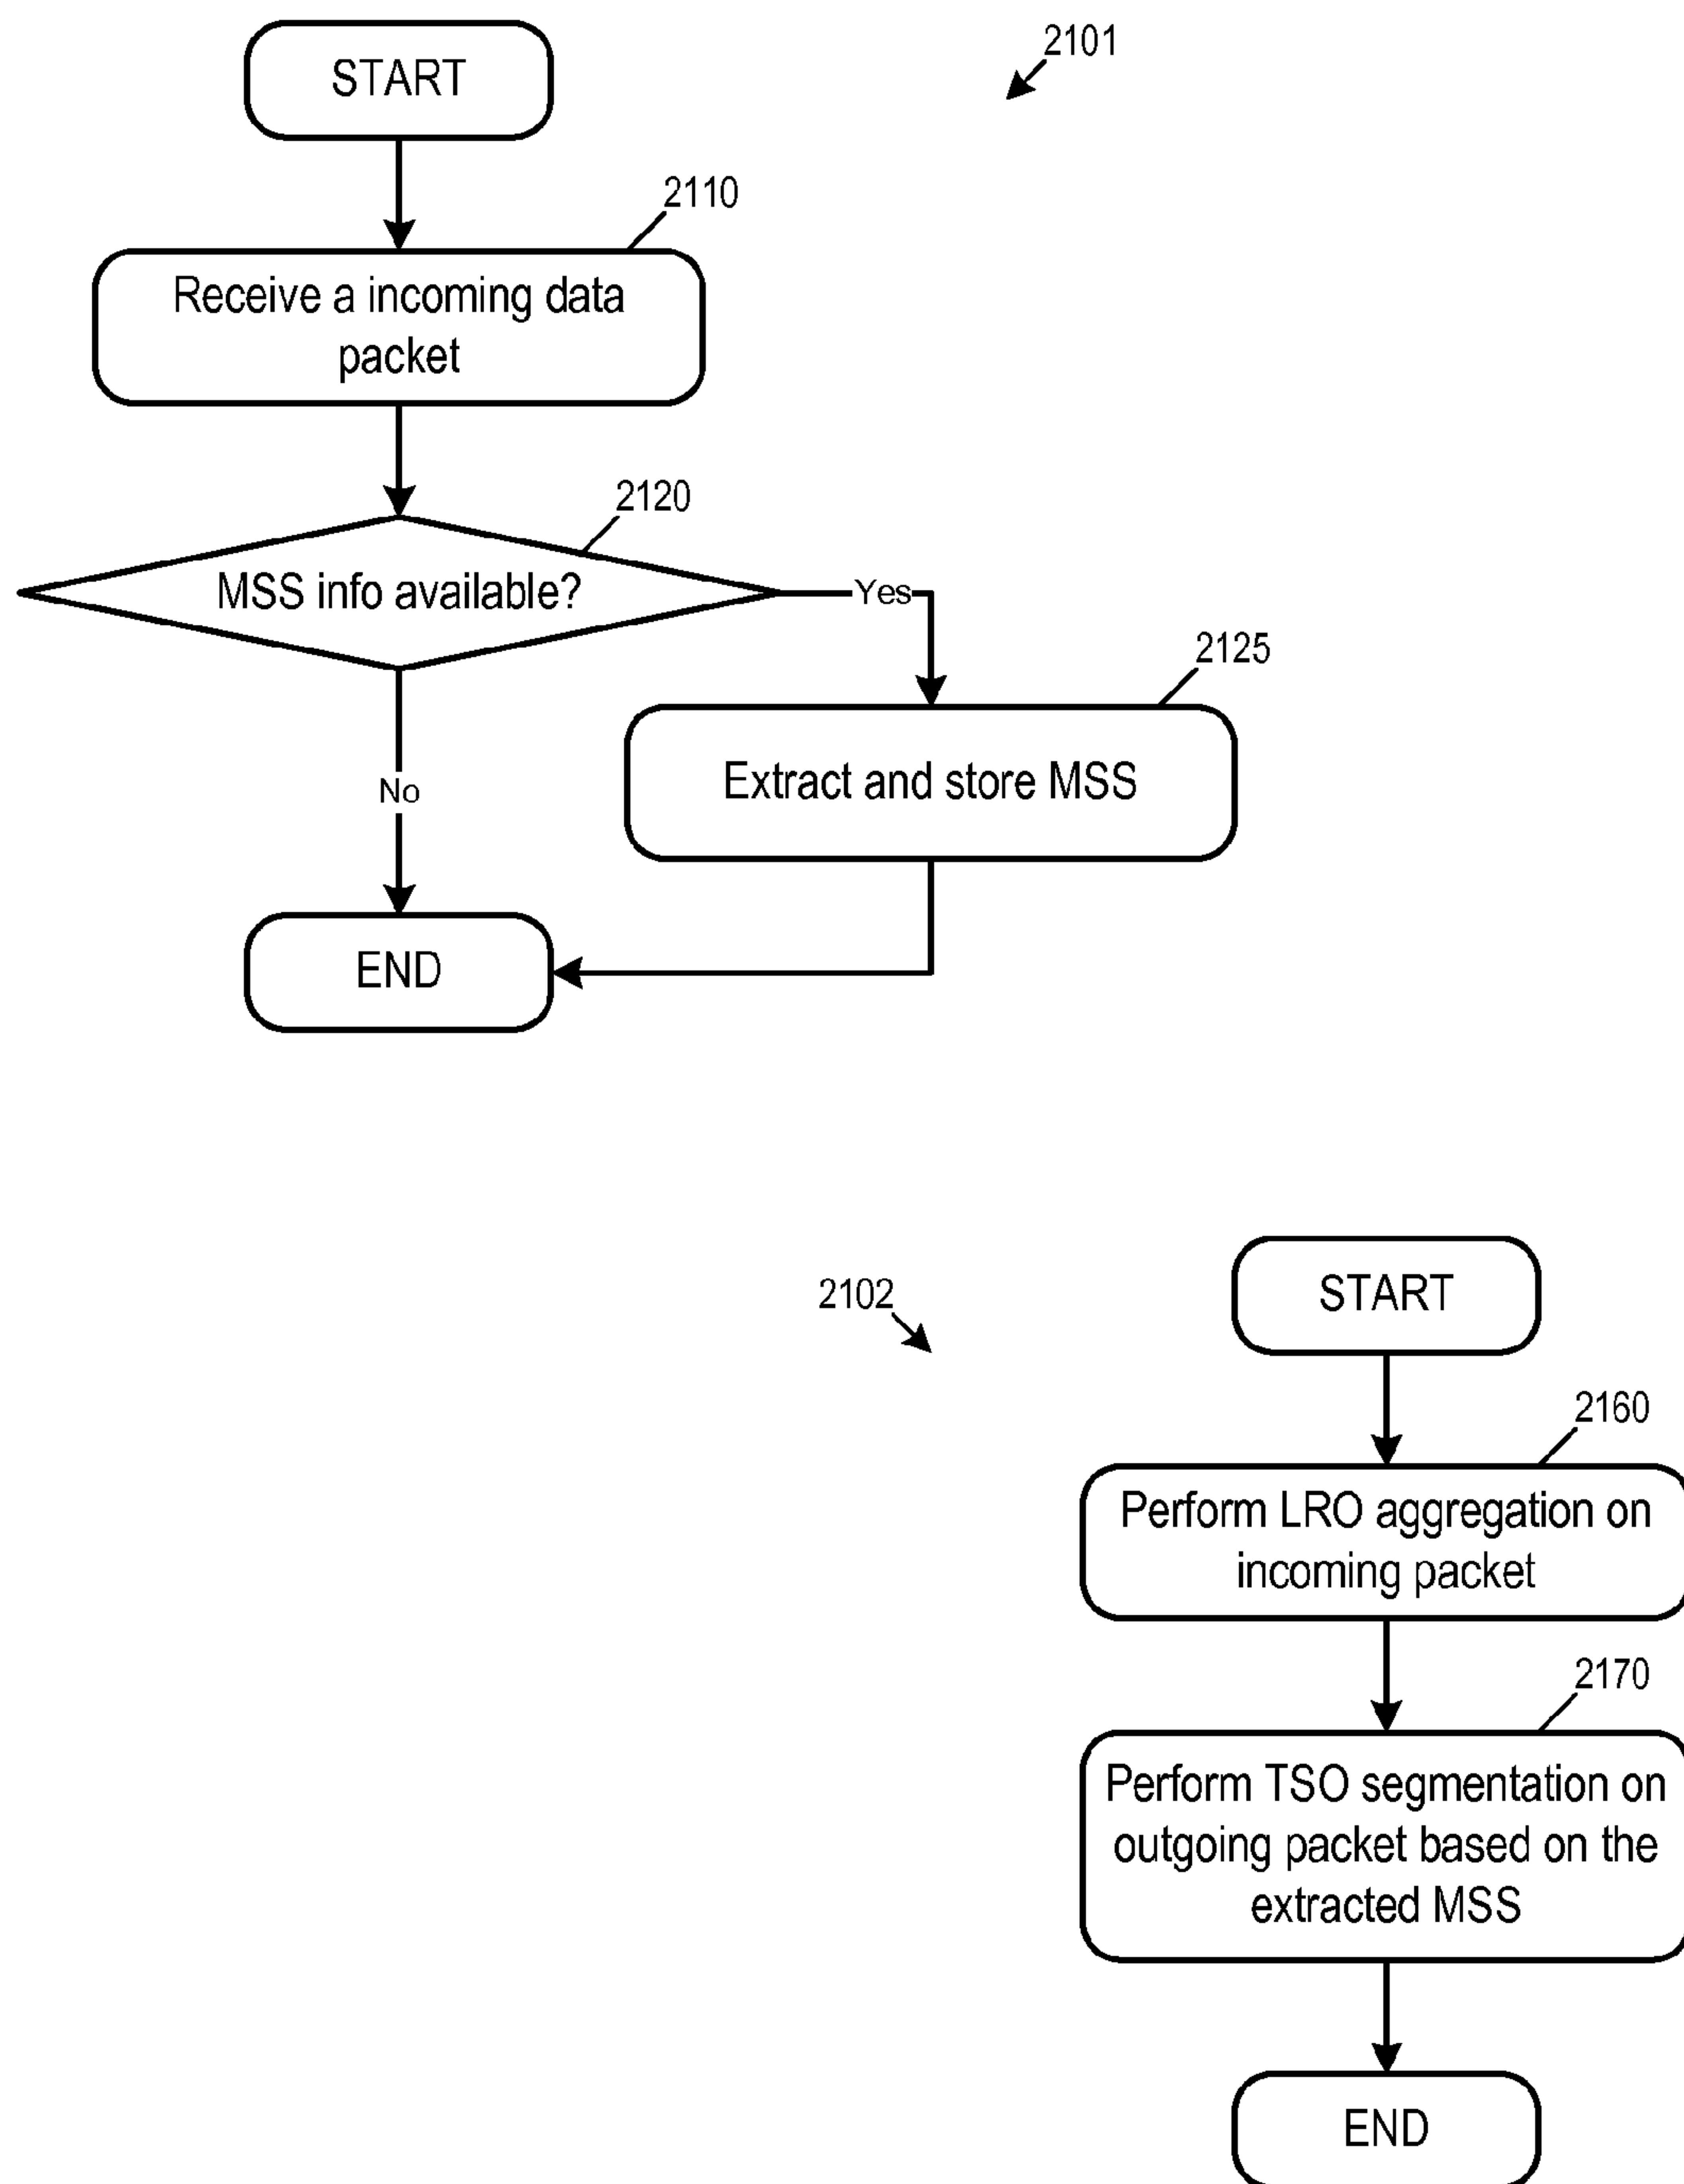 START
2101
2110
Receive a incoming data
packet
2120
MSS info available?
Yes
2125
Extract and store MSS
No
END
2102
START
2160
Perform LRO aggregation on
incoming packet
2170
Perform TSO segmentation on
outgoing packet based on the
extracted MSS
END